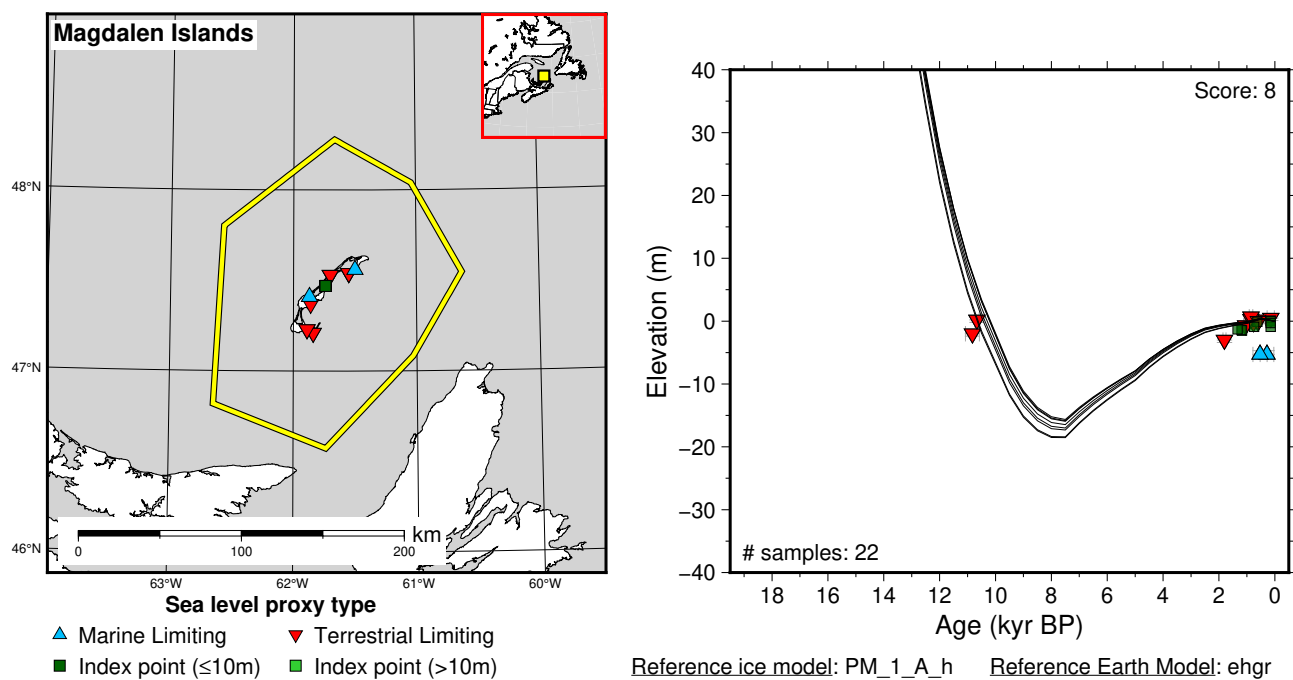 Magdalen Islands
48°N
47°N
46°N
63°W
62°W
61°W
60°W
km
0
100
200
Sea level proxy type
Marine Limiting
Terrestrial Limiting
Index point (≤10m)
Index point (>10m)
Score: 8
40
30
20
10
0
−10
−20
−30
−40
Elevation (m)
# samples: 22
18
16
14
12
10
8
6
4
2
0
Age (kyr BP)
Reference ice model: PM_1_A_h
Reference Earth Model: ehgr